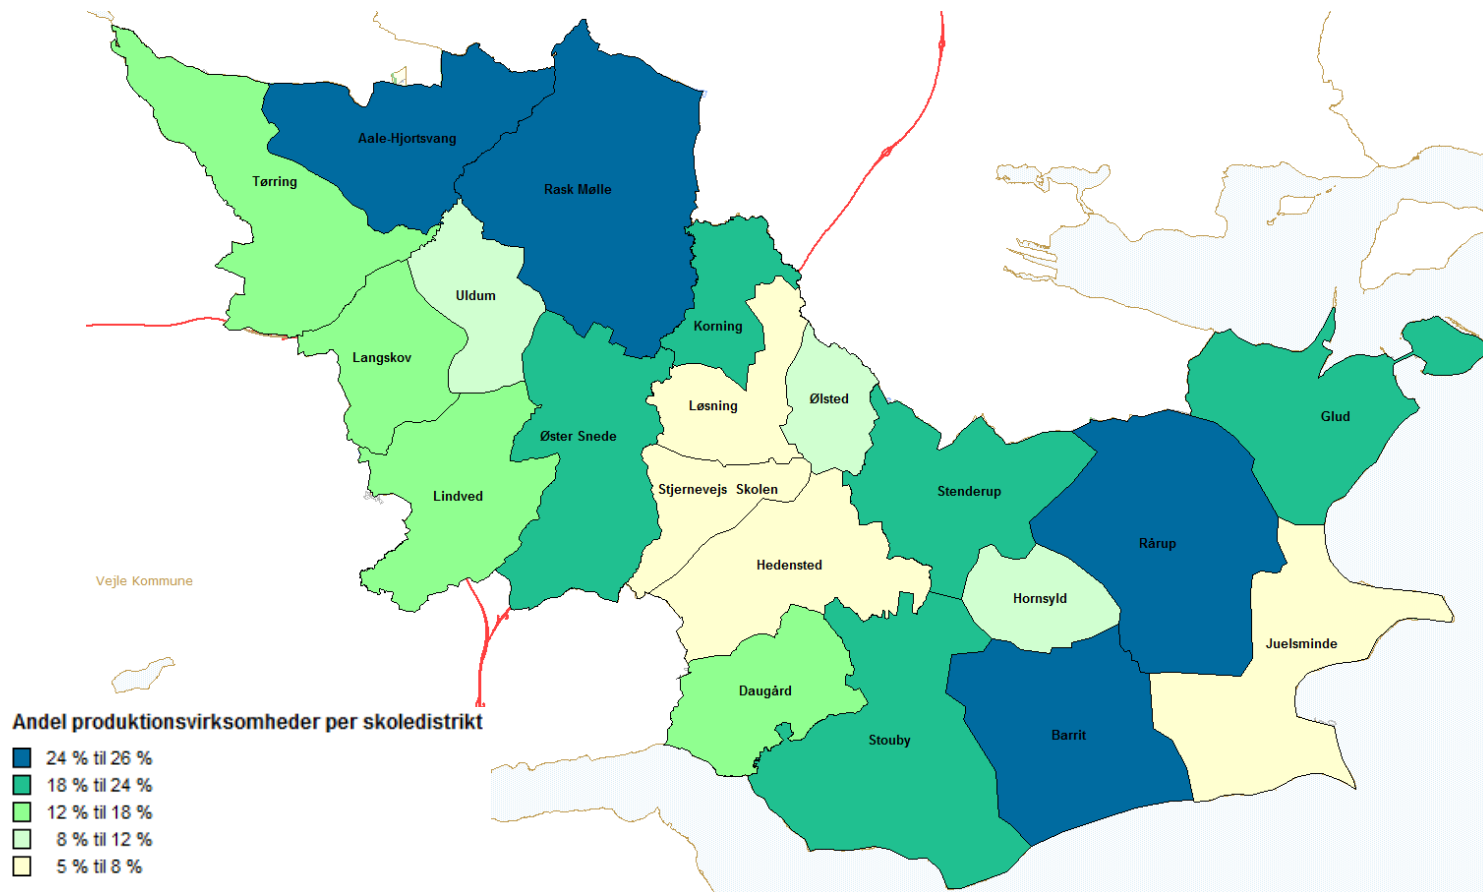 Aale-Hjortsvang
Tørring
Rask Mølle
Uldum
Korning
Langskov
Løsning
Ølsted
Glud
Øster Snede
Lindved
Stjernevejs Skolen
Stenderup
Rårup
Hedensted
Vejle Kommune
Hornsyld
Juelsminde
Daugård
Barrit
Stouby
Andel produktionsvirksomheder per skoledistrikt
24 % til 26 %
18 % til 24 %
12 % til 18 %
8 % til 12 %
5 % til 8 %